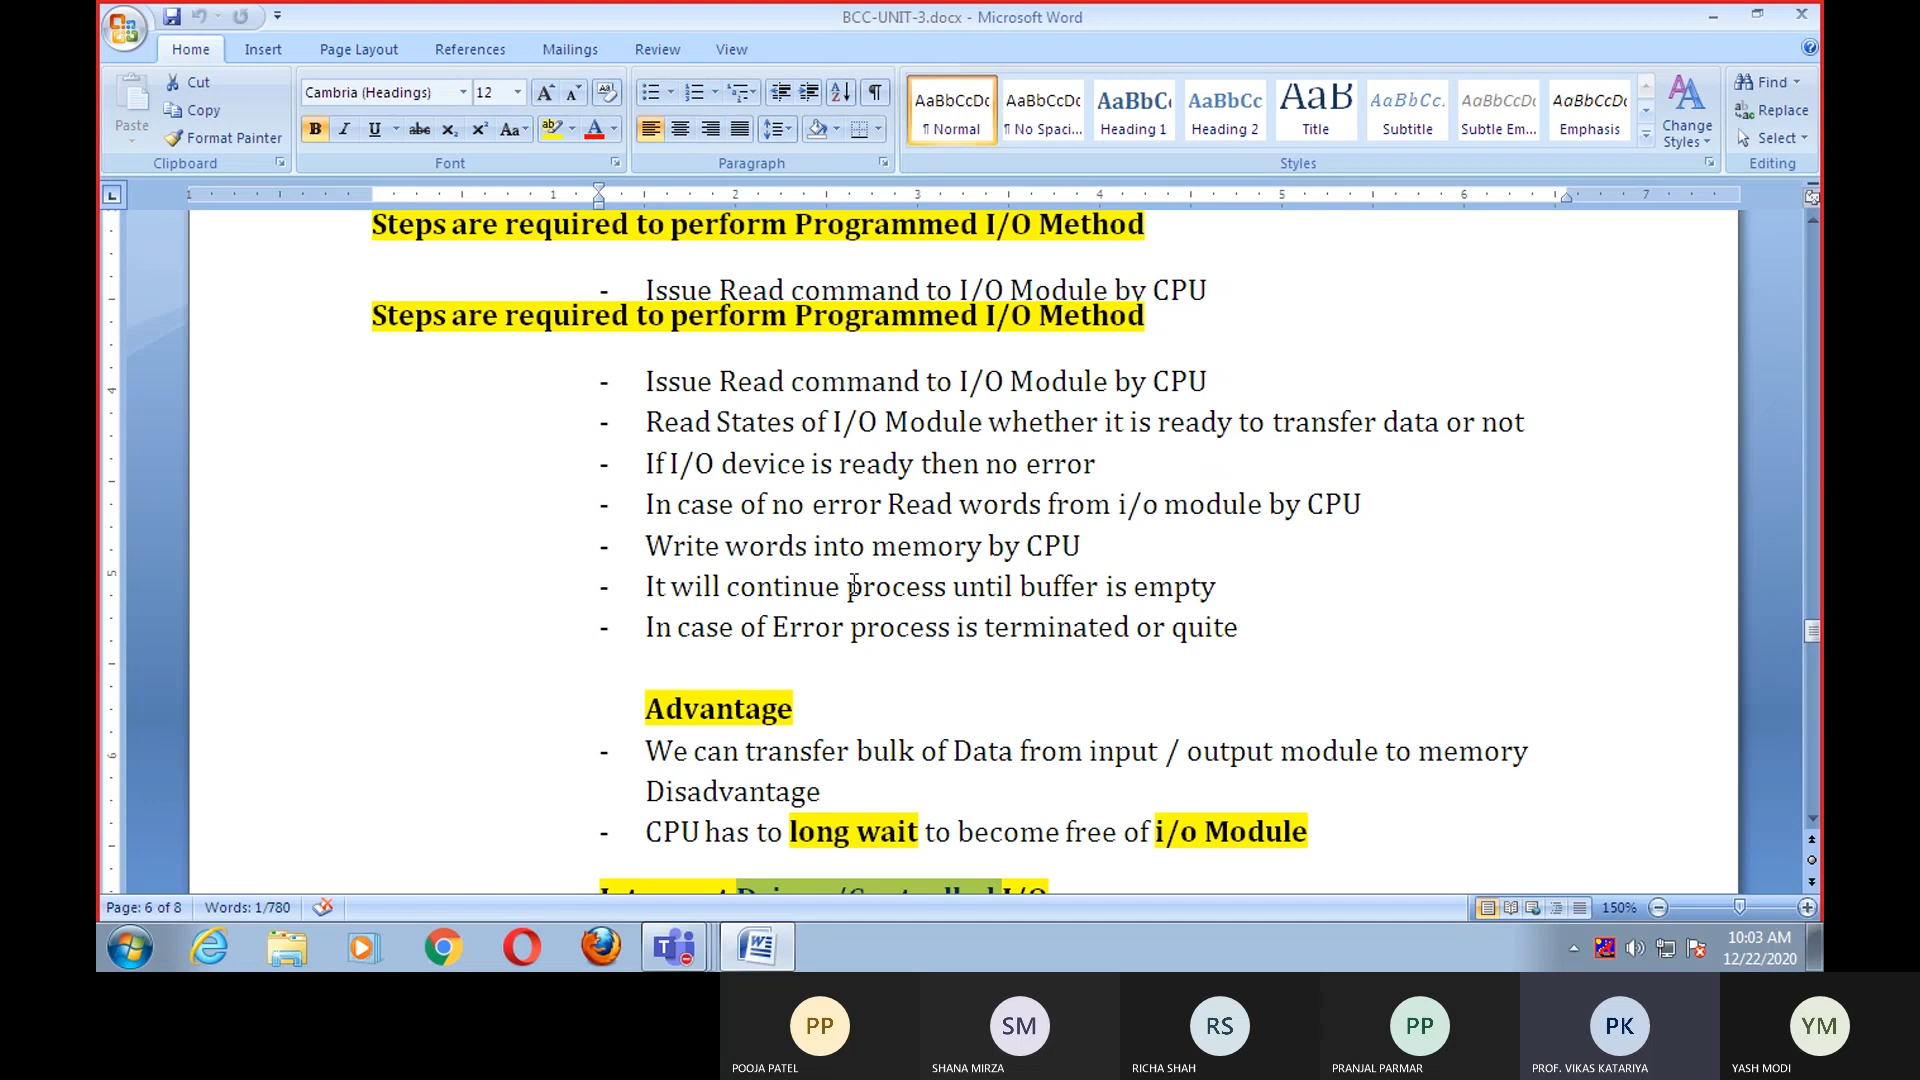 BCC-UNIT-3.docx - Microsoft Word
Home Insert Page Layout References Mailings Review View
Paste
Cut
Copy
Format Painter
Clipboard
Cambria (Headings) 12
Font
Paragraph
AaBbCcDc AaBbCcDc AaBbC AaBbCc AaB AaBbCc. AaBbCcDc AaBbCcDc
¶ Normal ¶ No Spaci... Heading 1 Heading 2 Title Subtitle Subtle Em... Emphasis
Change Styles
Styles
Find
Replace
Select
Editing
1 1 2 3 4 5 6 7
Steps are required to perform Programmed I/O Method
- Issue Read command to I/O Module by CPU
Steps are required to perform Programmed I/O Method
- Issue Read command to I/O Module by CPU
- Read States of I/O Module whether it is ready to transfer data or not
- If I/O device is ready then no error
- In case of no error Read words from i/o module by CPU
- Write words into memory by CPU
- It will continue process until buffer is empty
- In case of Error process is terminated or quite
Advantage
- We can transfer bulk of Data from input / output module to memory
Disadvantage
- CPU has to long wait to become free of i/o Module
Page: 6 of 8 Words: 1/780 150%
10:03 AM
12/22/2020
PP SM RS PP PK YM
POOJA PATEL SHANA MIRZA RICHA SHAH PRANJAL PARMAR PROF. VIKAS KATARIYA YASH MODI